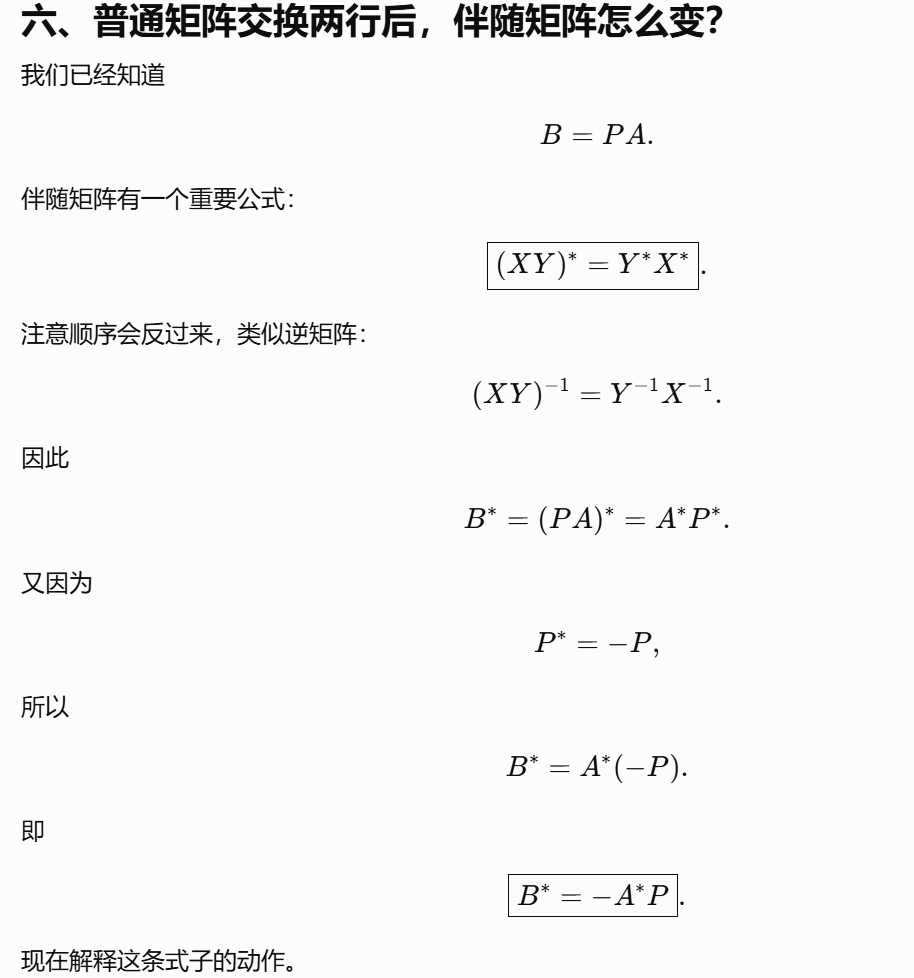 六、普通矩阵交换两行后，伴随矩阵怎么变？
我们已经知道
B = PA.
伴随矩阵有一个重要公式：
(XY)* = Y*X*.
注意顺序会反过来，类似逆矩阵：
(XY)⁻¹ = Y⁻¹X⁻¹.
因此
B* = (PA)* = A*P*.
又因为
P* = −P,
所以
B* = A*(−P).
即
B* = −A*P.
现在解释这条式子的动作。